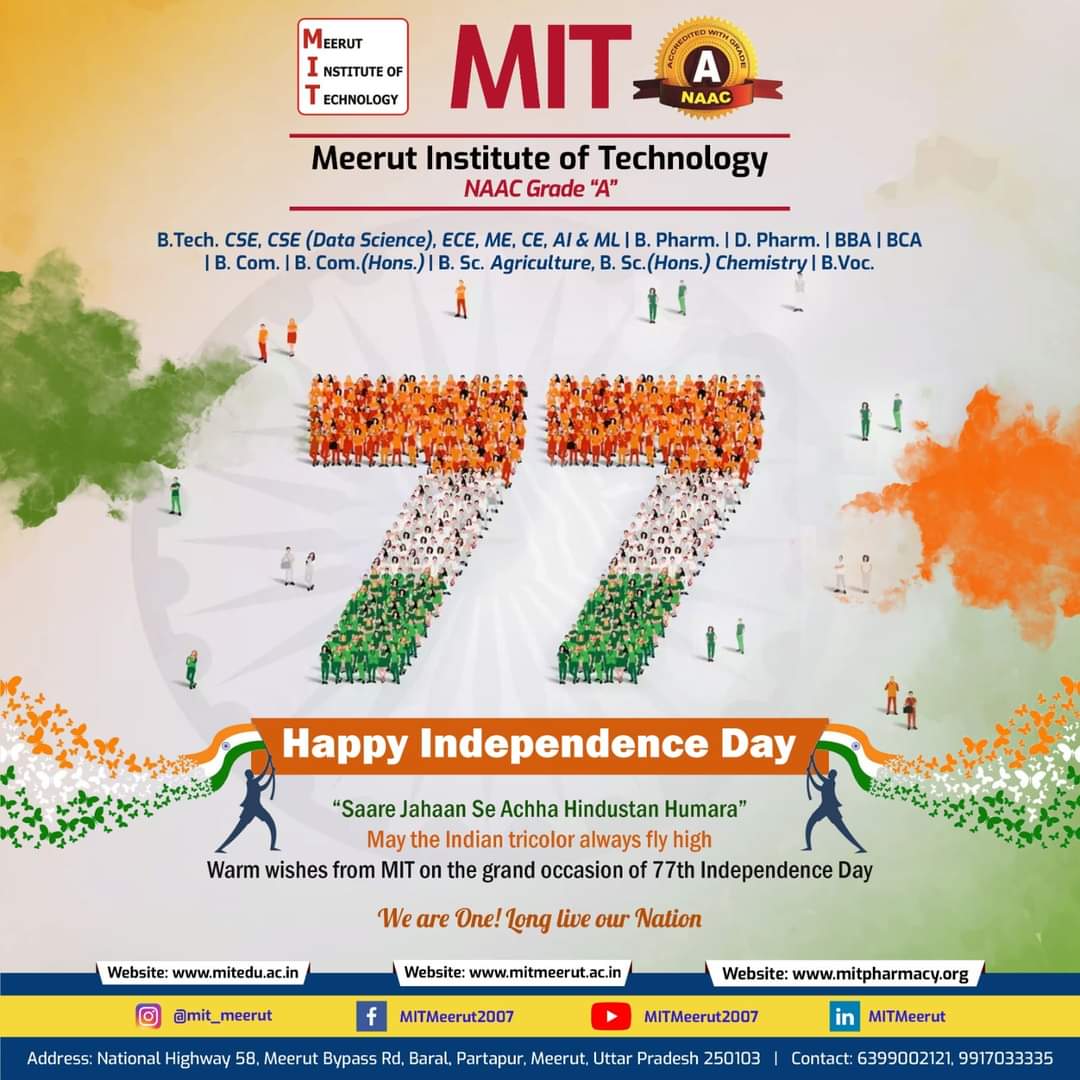 MEERUT
INSTITUTE OF
TECHNOLOGY
MIT
ACCREDITED WITH GRADE
A
NAAC
Meerut Institute of Technology
NAAC Grade “A”
B.Tech. CSE, CSE (Data Science), ECE, ME, CE, AI & ML | B. Pharm. | D. Pharm. | BBA | BCA
| B. Com. | B. Com.(Hons.) | B. Sc. Agriculture, B. Sc.(Hons.) Chemistry | B.Voc.
77
Happy Independence Day
“Saare Jahaan Se Achha Hindustan Humara”
May the Indian tricolor always fly high
Warm wishes from MIT on the grand occasion of 77th Independence Day
We are One! Long live our Nation
Website: www.mitedu.ac.in
Website: www.mitmeerut.ac.in
Website: www.mitpharmacy.org
@mit_meerut
MITMeerut2007
MITMeerut2007
MITMeerut
Address: National Highway 58, Meerut Bypass Rd, Baral, Partapur, Meerut, Uttar Pradesh 250103 | Contact: 6399002121, 9917033335